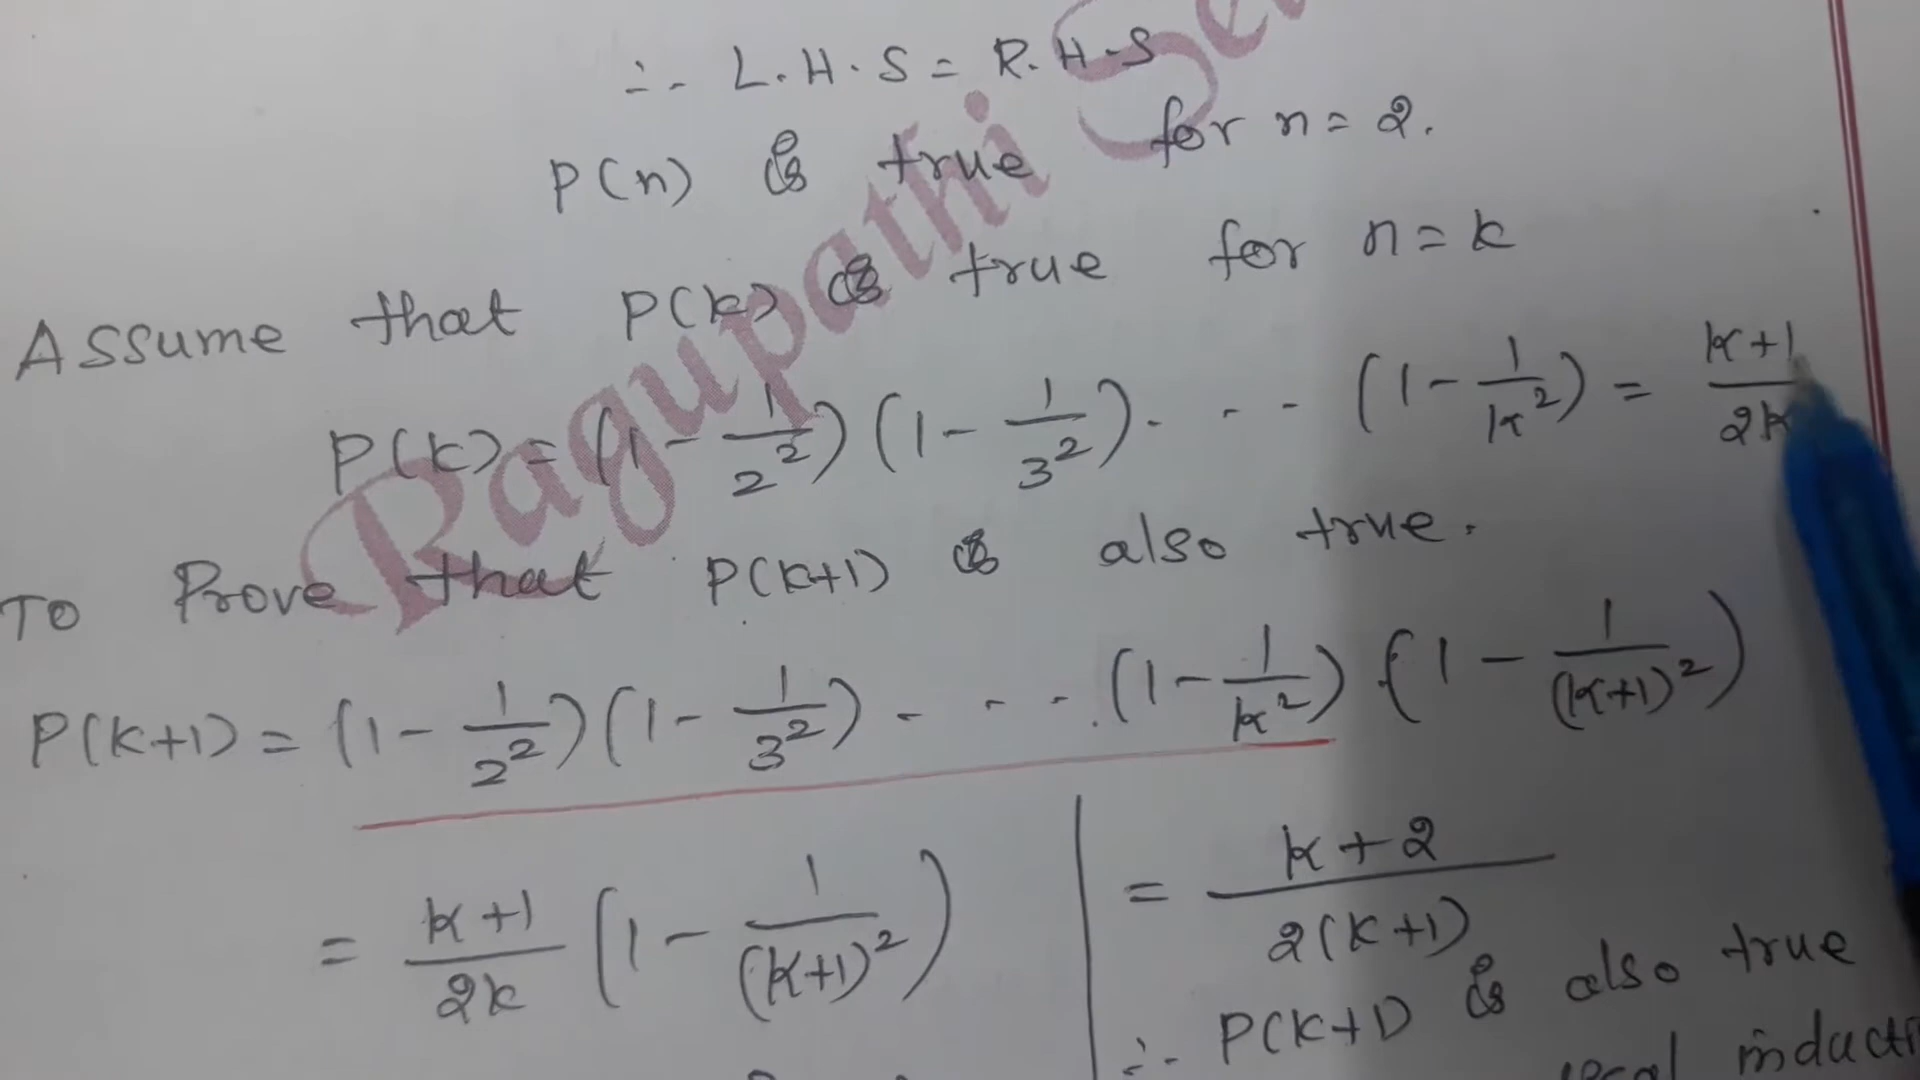 ∴ L.H.S = R.H.S
P(n) is true for n = 2.
Assume that P(k) is true for n = k
P(k) = (1 - 1/2²) (1 - 1/3²) . . . (1 - 1/k²) = (k+1)/2k
To Prove that P(k+1) is also true.
P(k+1) = (1 - 1/2²) (1 - 1/3²) - - - . (1 - 1/k²) (1 - 1/(k+1)²)
= (k+1)/2k (1 - 1/(k+1)²)
= (k+2)/2(k+1)
∴ P(k+1) is also true
Ragupathi